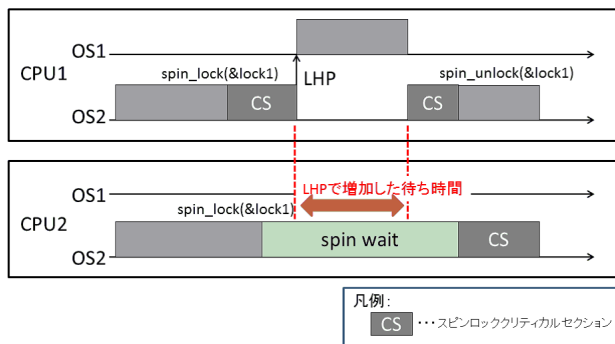 OS1
CPU1
spin_lock(&lock1)
LHP
spin_unlock(&lock1)
CS
CS
OS2
LHPで増加した待ち時間
OS1
spin_lock(&lock1)
CPU2
spin wait
CS
OS2
凡例:
CS ・・・スピンロッククリティカルセクション